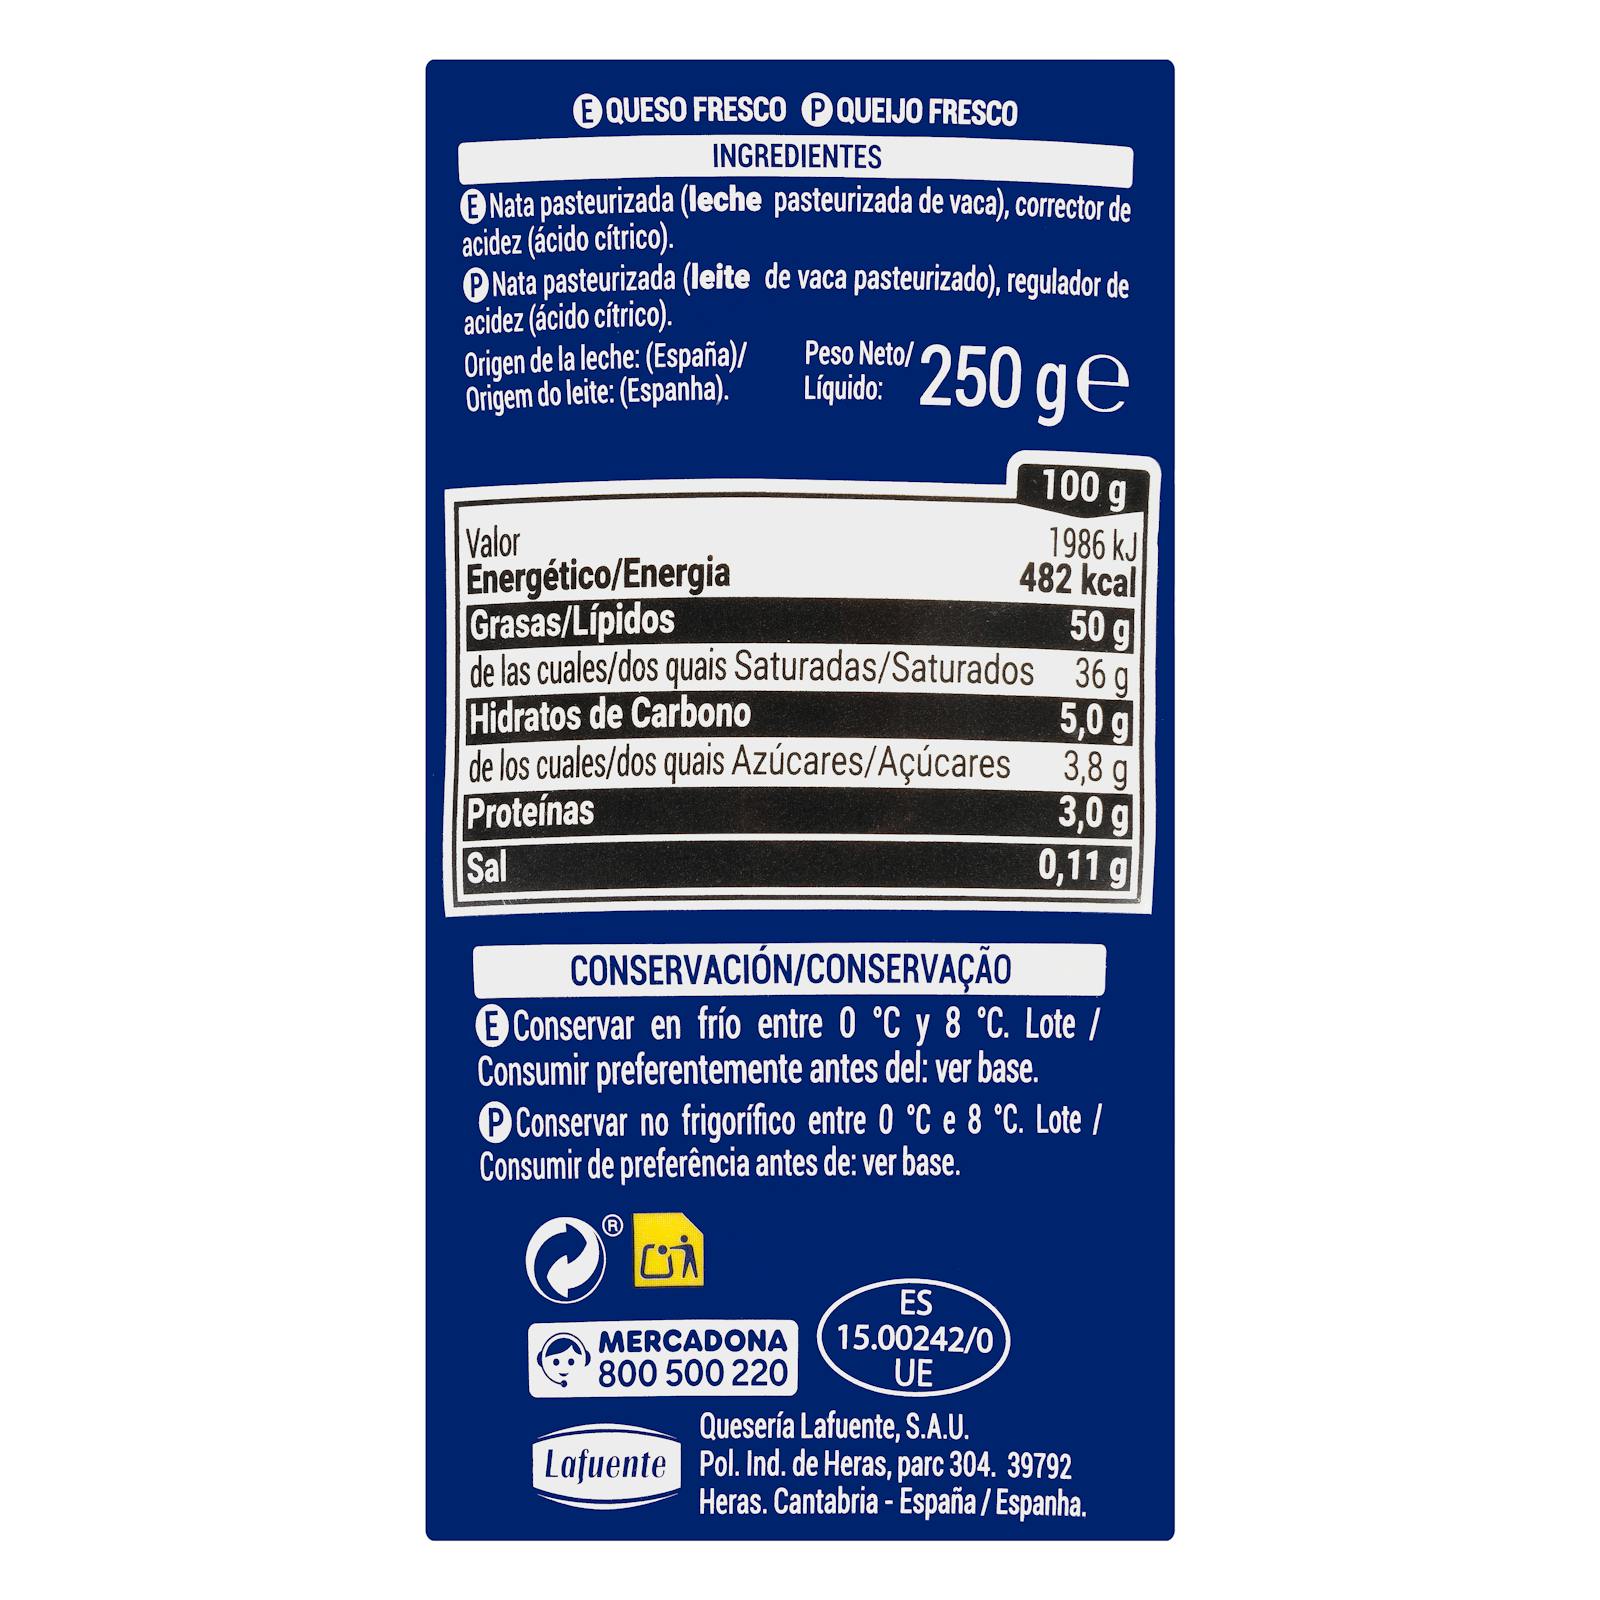 E QUESO FRESCO P QUEIJO FRESCO
INGREDIENTES
E Nata pasteurizada (leche pasteurizada de vaca), corrector de
acidez (ácido cítrico).
P Nata pasteurizada (leite de vaca pasteurizado), regulador de
acidez (ácido cítrico).
Origen de la leche: (España)/
Origem do leite: (Espanha).
Peso Neto/
Líquido:
250 g e
100 g
Valor 1986 kJ
Energético/Energia 482 kcal
Grasas/Lípidos 50 g
de las cuales/dos quais Saturadas/Saturados 36 g
Hidratos de Carbono 5,0 g
de los cuales/dos quais Azúcares/Açúcares 3,8 g
Proteínas 3,0 g
Sal 0,11 g
CONSERVACIÓN/CONSERVAÇÃO
E Conservar en frío entre 0 °C y 8 °C. Lote /
Consumir preferentemente antes del: ver base.
P Conservar no frigorífico entre 0 °C e 8 °C. Lote /
Consumir de preferência antes de: ver base.
®
MERCADONA
800 500 220
ES
15.00242/0
UE
Lafuente
Quesería Lafuente, S.A.U.
Pol. Ind. de Heras, parc 304. 39792
Heras. Cantabria - España / Espanha.